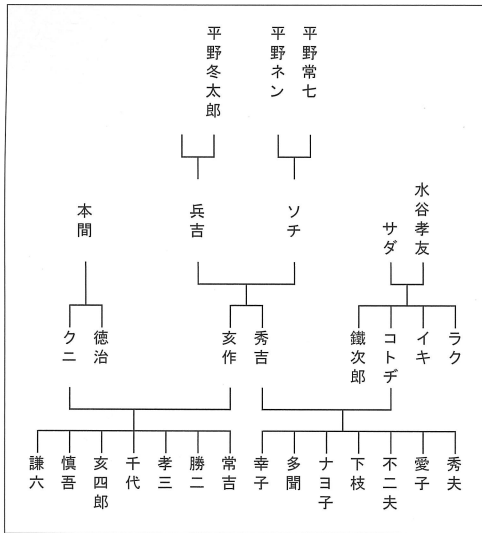 平野常七
平野ネン
平野冬太郎
水谷孝友
サダ
ソチ
兵吉
本間
ラク
イキ
コトヂ
鐵次郎
秀吉
亥作
徳治
クニ
秀夫
愛子
不二夫
下枝
ナヨ子
多聞
幸子
常吉
勝二
孝三
千代
亥四郎
慎吾
謙六